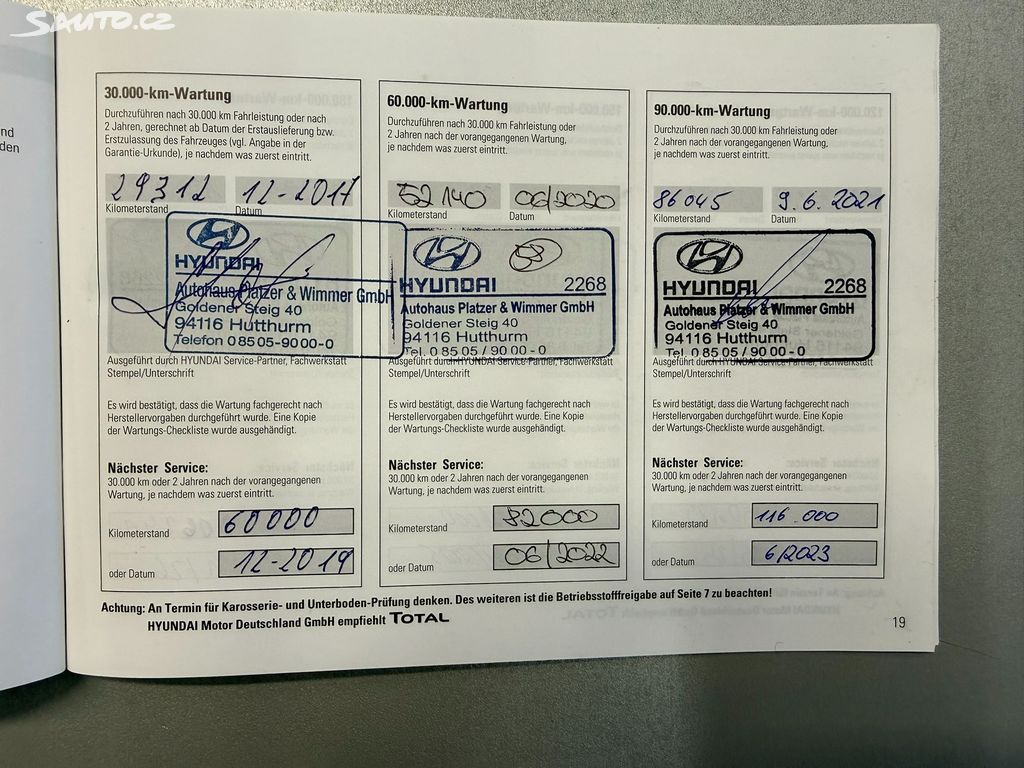 Sauto.cz
nd
den
30.000-km-Wartung
Durchzuführen nach 30.000 km Fahrleistung oder nach
2 Jahren, gerechnet ab Datum der Erstauslieferung bzw.
Erstzulassung des Fahrzeuges (vgl. Angabe in der
Garantie-Urkunde), je nachdem was zuerst eintritt.
29312 12-2017
Kilometerstand Datum
HYUNDAI
Autohaus Platzer & Wimmer GmbH
Goldener Steig 40
94116 Hutthurm
Telefon 0 85 05-90 00-0
Ausgeführt durch HYUNDAI Service-Partner, Fachwerkstatt
Stempel/Unterschrift
Es wird bestätigt, dass die Wartung fachgerecht nach
Herstellervorgaben durchgeführt wurde. Eine Kopie
der Wartungs-Checkliste wurde ausgehändigt.
Nächster Service:
30.000 km oder 2 Jahren nach der vorangegangenen
Wartung, je nachdem was zuerst eintritt.
Kilometerstand 60000
oder Datum 12-2019
60.000-km-Wartung
Durchzuführen nach 30.000 km Fahrleistung oder
2 Jahren nach der vorangegangenen Wartung,
je nachdem was zuerst eintritt.
52140 06/2020
Kilometerstand Datum
HYUNDAI 2268
Autohaus Platzer & Wimmer GmbH
Goldener Steig 40
94116 Hutthurm
Tel. 0 85 05 / 90 00 - 0
Ausgeführt durch HYUNDAI Service-Partner, Fachwerkstatt
Stempel/Unterschrift
Es wird bestätigt, dass die Wartung fachgerecht nach
Herstellervorgaben durchgeführt wurde. Eine Kopie
der Wartungs-Checkliste wurde ausgehändigt.
Nächster Service:
30.000 km oder 2 Jahren nach der vorangegangenen
Wartung, je nachdem was zuerst eintritt.
Kilometerstand 82000
oder Datum 06/2022
90.000-km-Wartung
Durchzuführen nach 30.000 km Fahrleistung oder
2 Jahren nach der vorangegangenen Wartung,
je nachdem was zuerst eintritt.
86045 9.6.2021
Kilometerstand Datum
HYUNDAI 2268
Autohaus Platzer & Wimmer GmbH
Goldener Steig 40
94116 Hutthurm
Tel. 0 85 05 / 90 00 - 0
Ausgeführt durch HYUNDAI Service-Partner, Fachwerkstatt
Stempel/Unterschrift
Es wird bestätigt, dass die Wartung fachgerecht nach
Herstellervorgaben durchgeführt wurde. Eine Kopie
der Wartungs-Checkliste wurde ausgehändigt.
Nächster Service:
30.000 km oder 2 Jahren nach der vorangegangenen
Wartung, je nachdem was zuerst eintritt.
Kilometerstand 116.000
oder Datum 6/2023
Achtung: An Termin für Karosserie- und Unterboden-Prüfung denken. Des weiteren ist die Betriebsstofffreigabe auf Seite 7 zu beachten!
HYUNDAI Motor Deutschland GmbH empfiehlt TOTAL
19